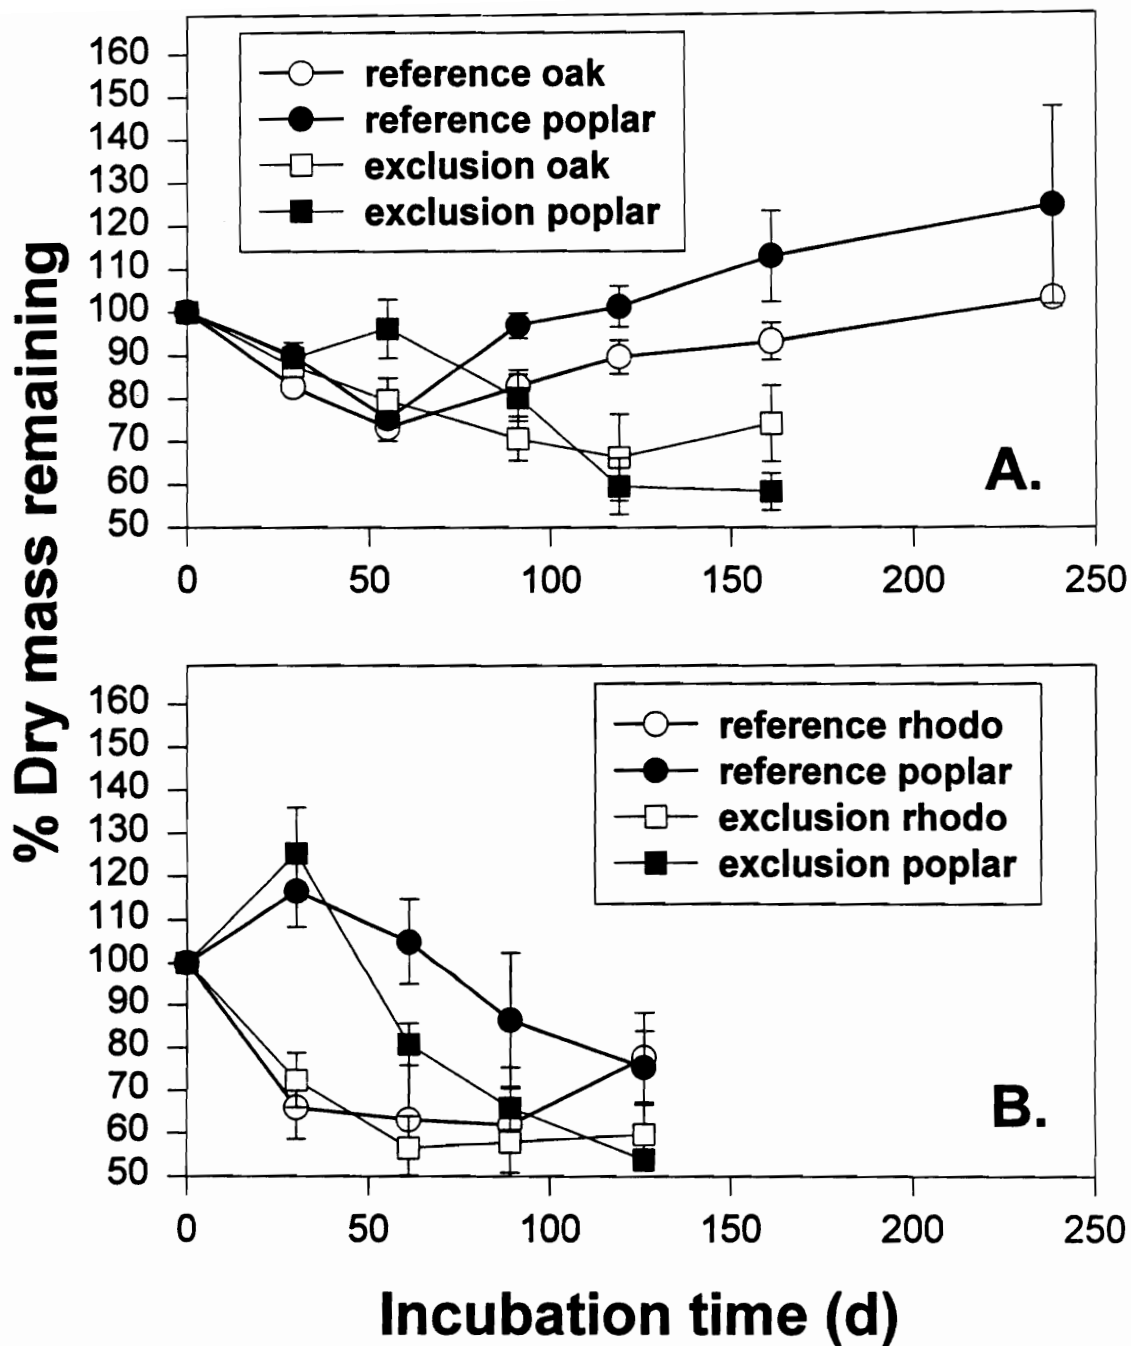 % Dry mass remaining
160
150
140
130
120
110
100
90
80
70
60
50
reference oak
reference poplar
exclusion oak
exclusion poplar
A.
0 50 100 150 200 250
160
150
140
130
120
110
100
90
80
70
60
50
reference rhodo
reference poplar
exclusion rhodo
exclusion poplar
B.
0 50 100 150 200 250
Incubation time (d)